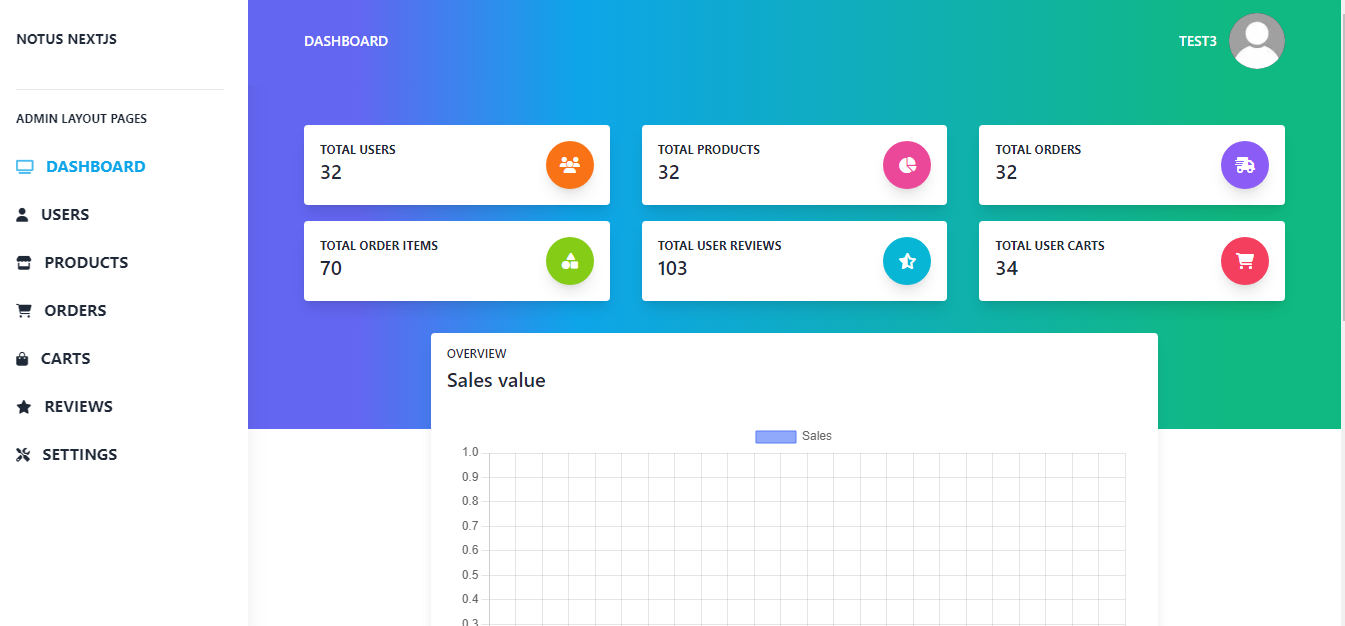 NOTUS NEXTJS
ADMIN LAYOUT PAGES
DASHBOARD
USERS
PRODUCTS
ORDERS
CARTS
REVIEWS
SETTINGS
DASHBOARD
TEST3
TOTAL USERS
32
TOTAL PRODUCTS
32
TOTAL ORDERS
32
TOTAL ORDER ITEMS
70
TOTAL USER REVIEWS
103
TOTAL USER CARTS
34
OVERVIEW
Sales value
Sales
1.0
0.9
0.8
0.7
0.6
0.5
0.4
0.3